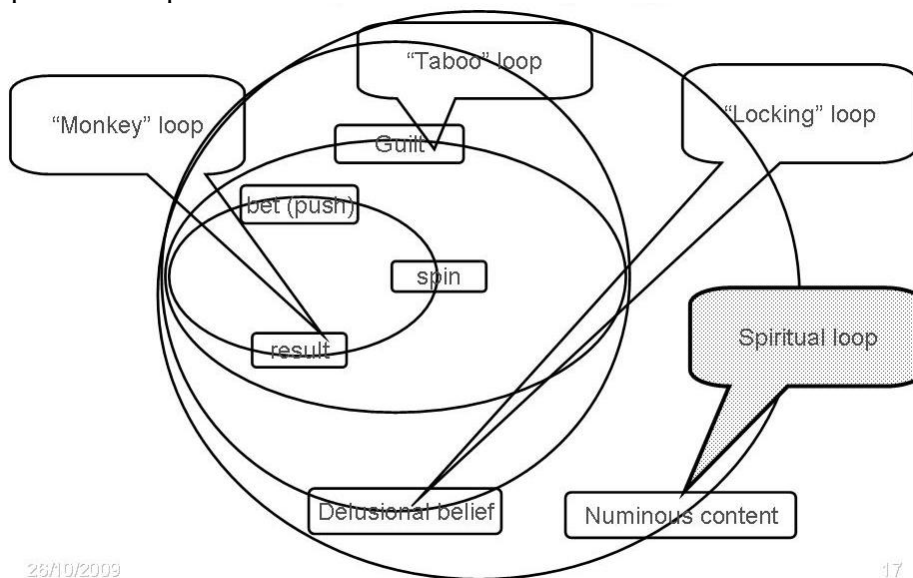 “Taboo” loop
“Monkey” loop
“Locking” loop
Guilt
bet (push)
spin
result
Spiritual loop
Delusional belief
Numinous content
26/10/2009
17